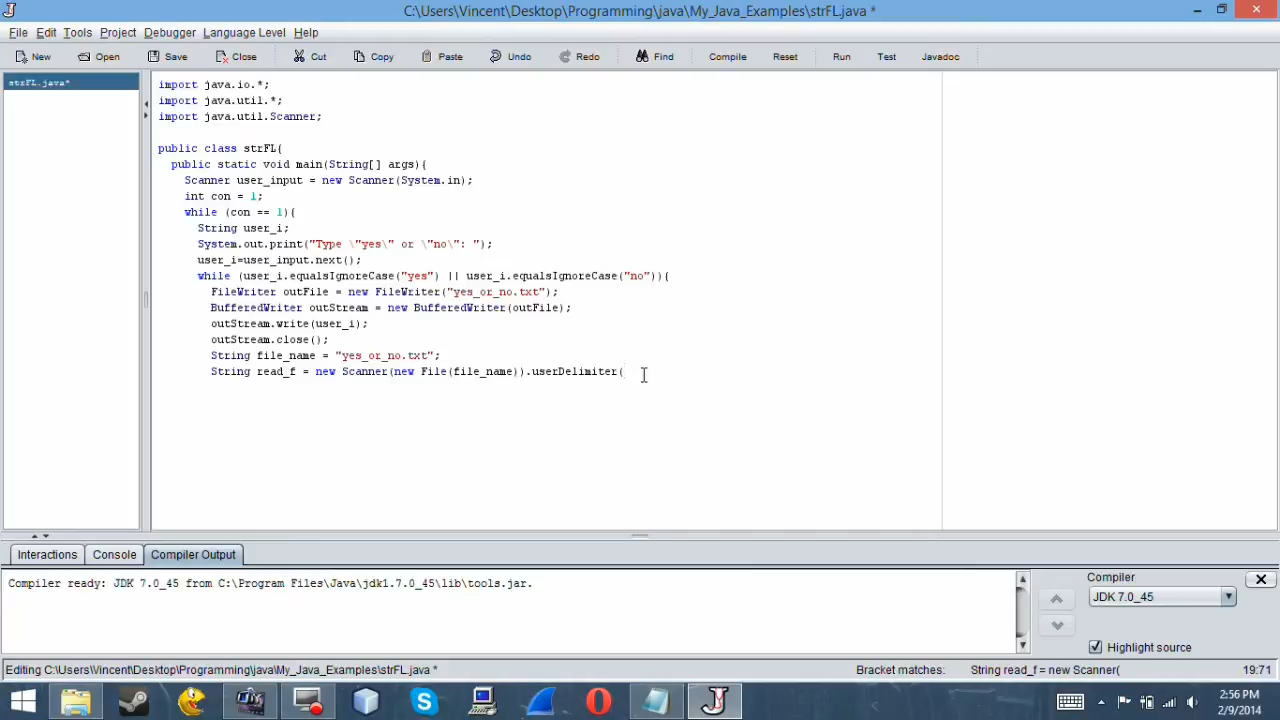 C:\Users\Vincent\Desktop\Programming\java\My_Java_Examples\strFL.java *
File Edit Tools Project Debugger Language Level Help
New Open Save Close Cut Copy Paste Undo Redo Find Compile Reset Run Test Javadoc
strFL.java*
import java.io.*;
import java.util.*;
import java.util.Scanner;
public class strFL{
public static void main(String[] args){
Scanner user_input = new Scanner(System.in);
int con = 1;
while (con == 1){
String user_i;
System.out.print("Type \"yes\" or \"no\": ");
user_i=user_input.next();
while (user_i.equalsIgnoreCase("yes") || user_i.equalsIgnoreCase("no")){
FileWriter outFile = new FileWriter("yes_or_no.txt");
BufferedWriter outStream = new BufferedWriter(outFile);
outStream.write(user_i);
outStream.close();
String file_name = "yes_or_no.txt";
String read_f = new Scanner(new File(file_name)).userDelimiter(
Interactions Console Compiler Output
Compiler ready: JDK 7.0_45 from C:\Program Files\Java\jdk1.7.0_45\lib\tools.jar.
Compiler
JDK 7.0_45
Highlight source
Editing C:\Users\Vincent\Desktop\Programming\java\My_Java_Examples\strFL.java *
Bracket matches: String read_f = new Scanner(
19:71
2:56 PM
2/9/2014